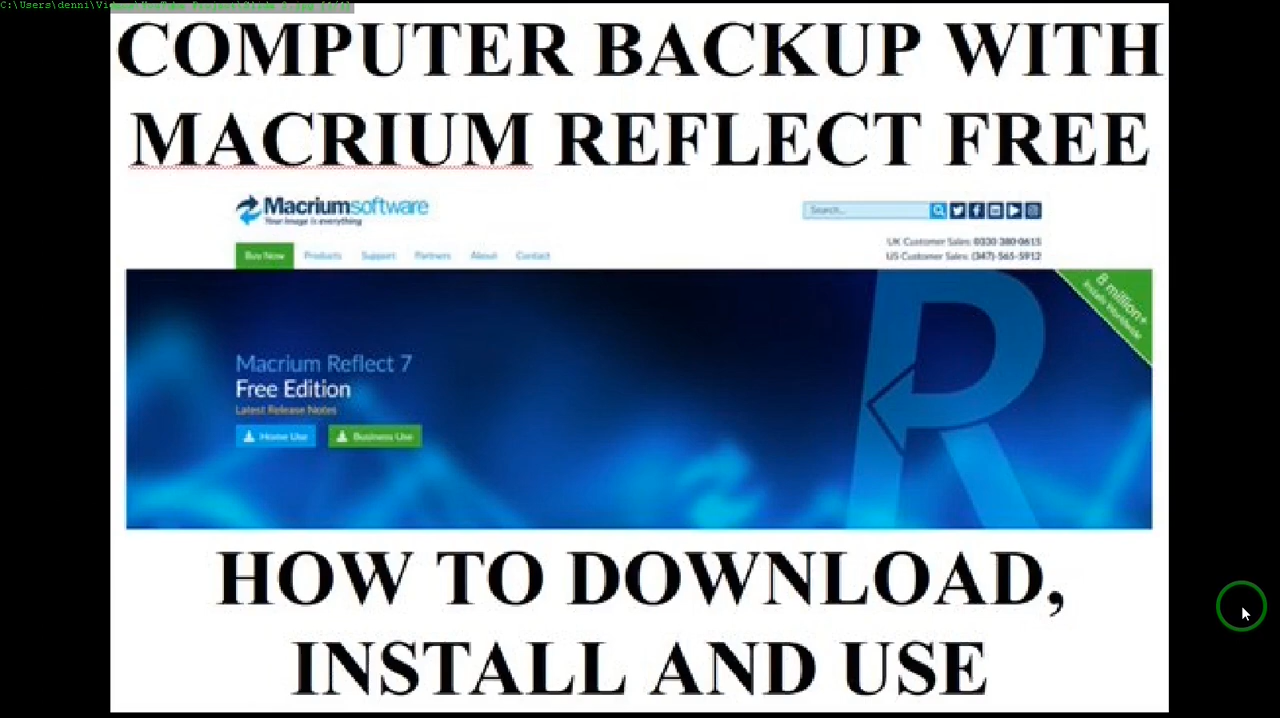 COMPUTER BACKUP WITH
MACRIUM REFLECT FREE
Macriumsoftware
Your image is everything
Search...
UK Customer Sales: 0330 380 0615
US Customer Sales: (347)-565-5912
Buy Now Products Support Partners About Contact
8 million+
Installs Worldwide
Macrium Reflect 7
Free Edition
Latest Release Notes
Home Use Business Use
HOW TO DOWNLOAD,
INSTALL AND USE